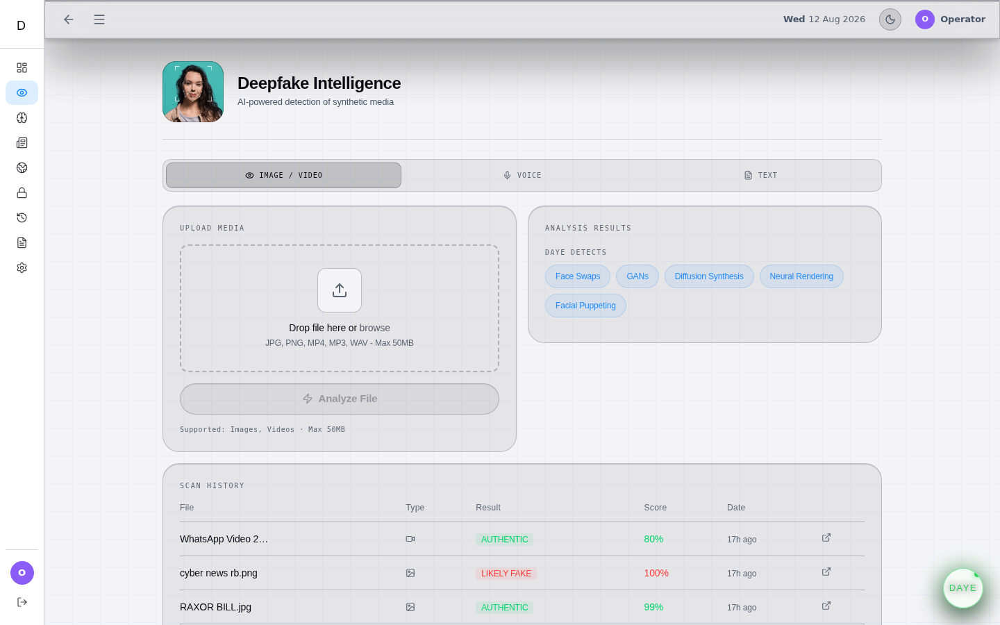 D
Wed 12 Aug 2026
O
Operator
Deepfake Intelligence
AI-powered detection of synthetic media
IMAGE / VIDEO
VOICE
TEXT
UPLOAD MEDIA
Drop file here or browse
JPG, PNG, MP4, MP3, WAV - Max 50MB
Analyze File
Supported: Images, Videos · Max 50MB
ANALYSIS RESULTS
DAYE DETECTS
Face Swaps
GANs
Diffusion Synthesis
Neural Rendering
Facial Puppeting
SCAN HISTORY
File Type Result Score Date
WhatsApp Video 2… AUTHENTIC 80% 17h ago
cyber news rb.png LIKELY FAKE 100% 17h ago
RAXOR BILL.jpg AUTHENTIC 99% 17h ago
O
DAYE